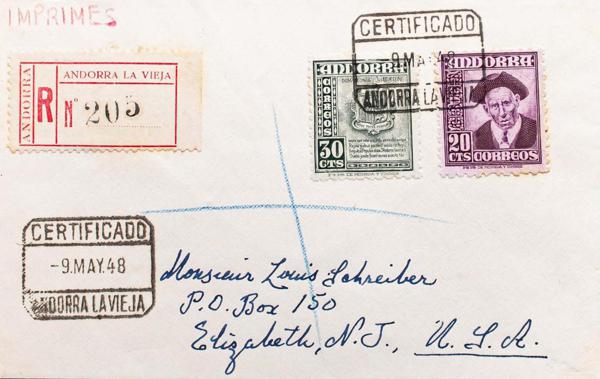 IMPRIMES
ANDORRA
ANDORRA LA VIEJA
R Nº 205
CERTIFICADO
-9.MAY.48
ANDORRA LA VIEJA
ANDORRA
CORREOS
30
CTS
ANDORRA
20
CTS CORREOS
CERTIFICADO
-9.MAY.48
ANDORRA LA VIEJA
Monsieur Louis Schreiber
P.O. Box 150
Elizabeth, N.J., U.S.A.